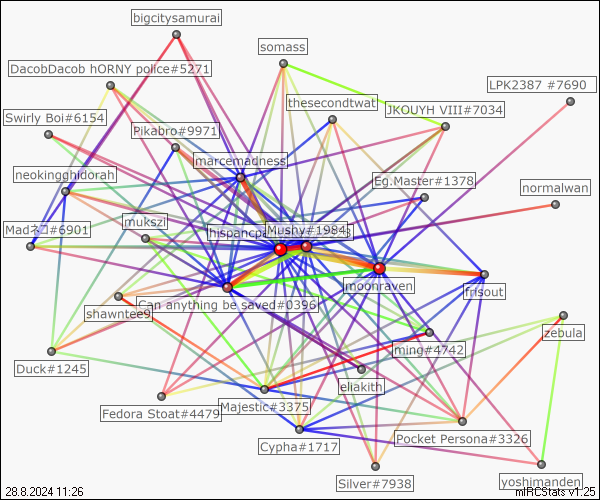 bigcitysamurai
somass
DacobDacob hORNY police#5271
LPK2387 #7690
thesecondtwat
JKOUYH VIII#7034
Swirly Boi#6154
Pikabro#9971
marcemadness
neokingghidorah
Eg.Master#1378
normalwan
mukszi
Madネコ#6901
Mushy#1984
moonraven
frisout
Can anything be saved#0396
shawntee9
zebula
ming#4742
Duck#1245
eliakith
Fedora Stoat#4479
Majestic#3375
Pocket Persona#3326
Cypha#1717
Silver#7938
yoshimanden
28.8.2024 11:26
mIRCStats v1.25